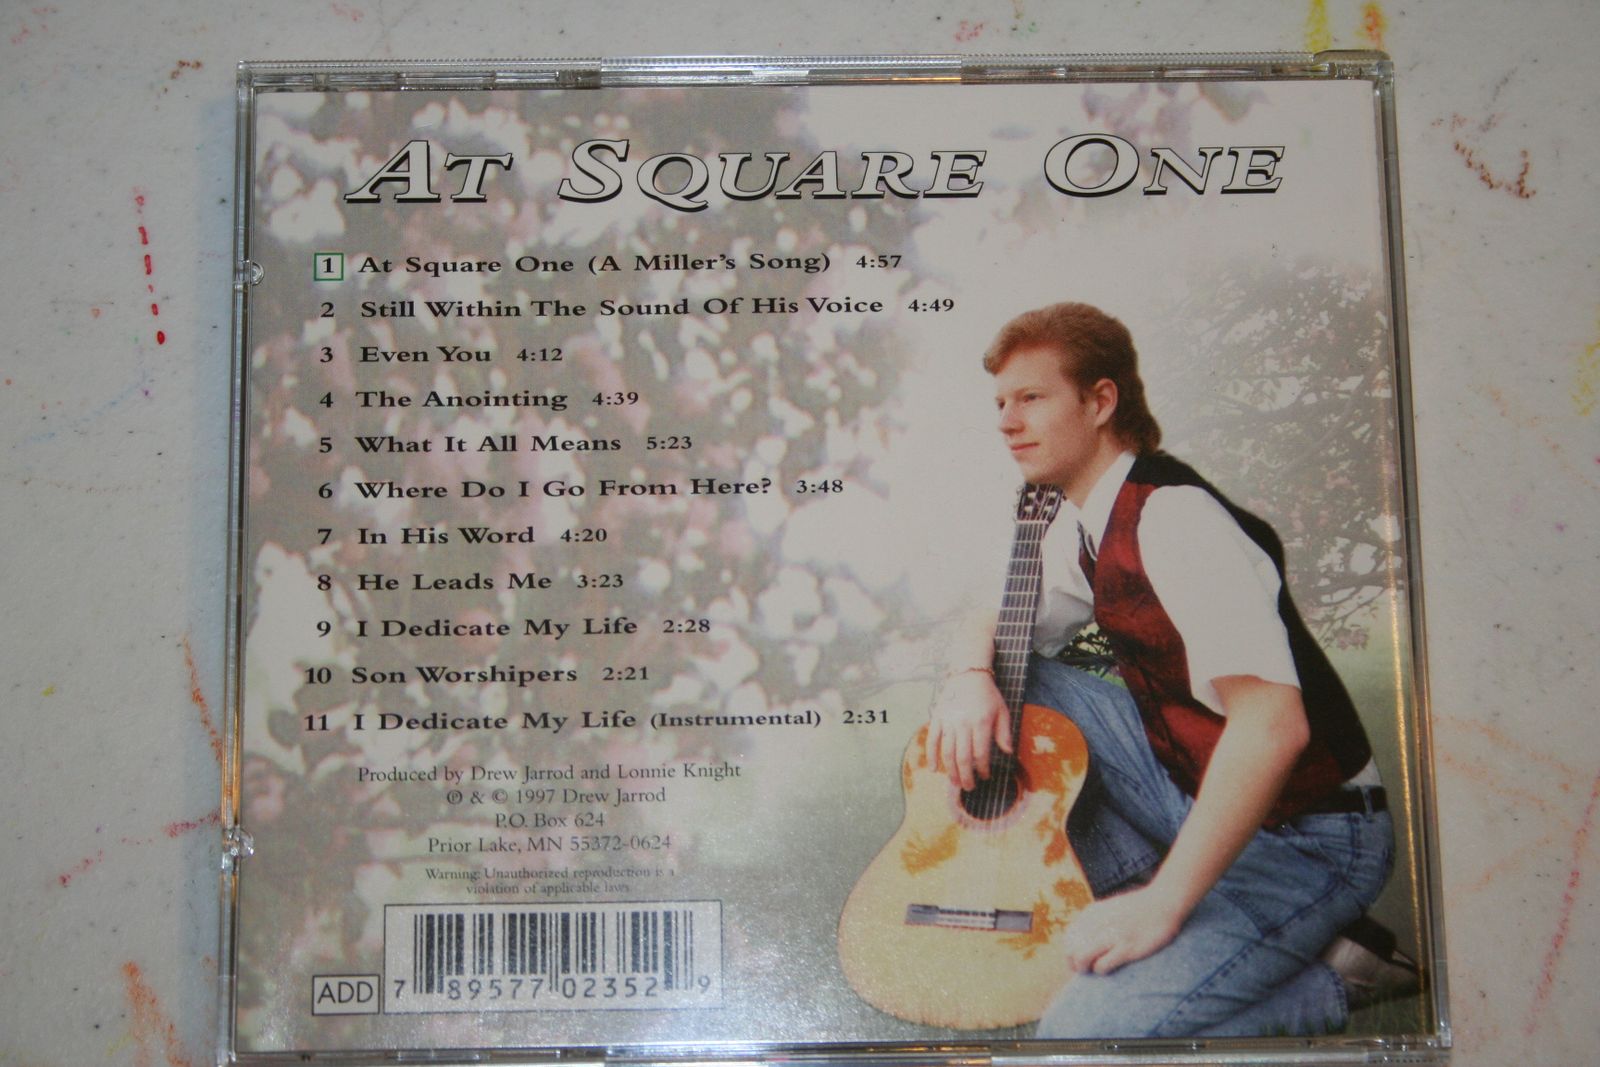 AT SQUARE ONE
1 At Square One (A Miller's Song) 4:57
2 Still Within The Sound Of His Voice 4:49
3 Even You 4:12
4 The Anointing 4:39
5 What It All Means 5:23
6 Where Do I Go From Here? 3:48
7 In His Word 4:20
8 He Leads Me 3:23
9 I Dedicate My Life 2:28
10 Son Worshipers 2:21
11 I Dedicate My Life (Instrumental) 2:31
Produced by Drew Jarrod and Lonnie Knight
℗ & © 1997 Drew Jarrod
P.O. Box 624
Prior Lake, MN 55372-0624
Warning: Unauthorized reproduction is a
violation of applicable laws
ADD 7 89577 02352 9